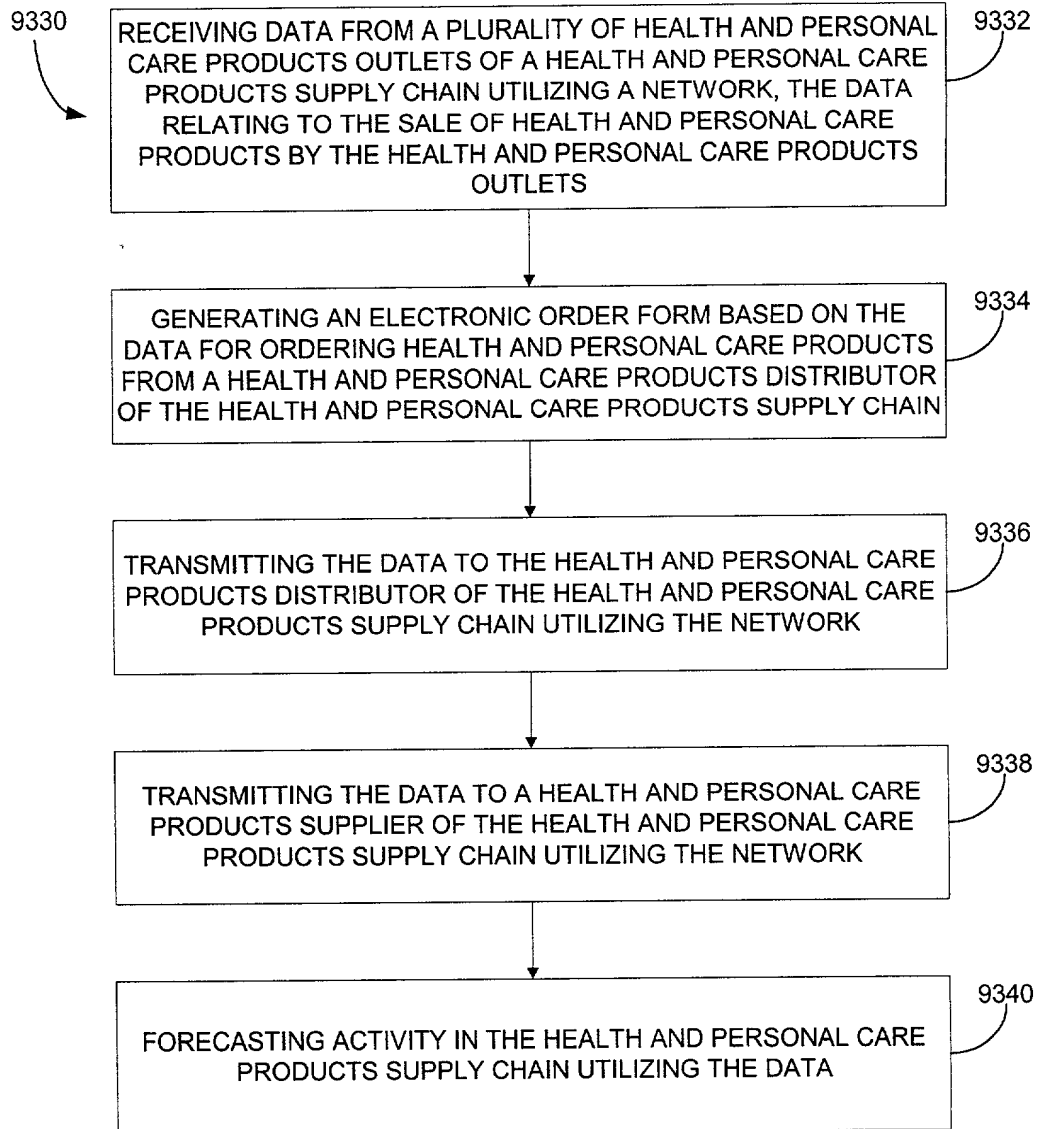 9330
RECEIVING DATA FROM A PLURALITY OF HEALTH AND PERSONAL
CARE PRODUCTS OUTLETS OF A HEALTH AND PERSONAL CARE
PRODUCTS SUPPLY CHAIN UTILIZING A NETWORK, THE DATA
RELATING TO THE SALE OF HEALTH AND PERSONAL CARE
PRODUCTS BY THE HEALTH AND PERSONAL CARE PRODUCTS
OUTLETS
9332
GENERATING AN ELECTRONIC ORDER FORM BASED ON THE
DATA FOR ORDERING HEALTH AND PERSONAL CARE PRODUCTS
FROM A HEALTH AND PERSONAL CARE PRODUCTS DISTRIBUTOR
OF THE HEALTH AND PERSONAL CARE PRODUCTS SUPPLY CHAIN
9334
TRANSMITTING THE DATA TO THE HEALTH AND PERSONAL CARE
PRODUCTS DISTRIBUTOR OF THE HEALTH AND PERSONAL CARE
PRODUCTS SUPPLY CHAIN UTILIZING THE NETWORK
9336
TRANSMITTING THE DATA TO A HEALTH AND PERSONAL CARE
PRODUCTS SUPPLIER OF THE HEALTH AND PERSONAL CARE
PRODUCTS SUPPLY CHAIN UTILIZING THE NETWORK
9338
FORECASTING ACTIVITY IN THE HEALTH AND PERSONAL CARE
PRODUCTS SUPPLY CHAIN UTILIZING THE DATA
9340